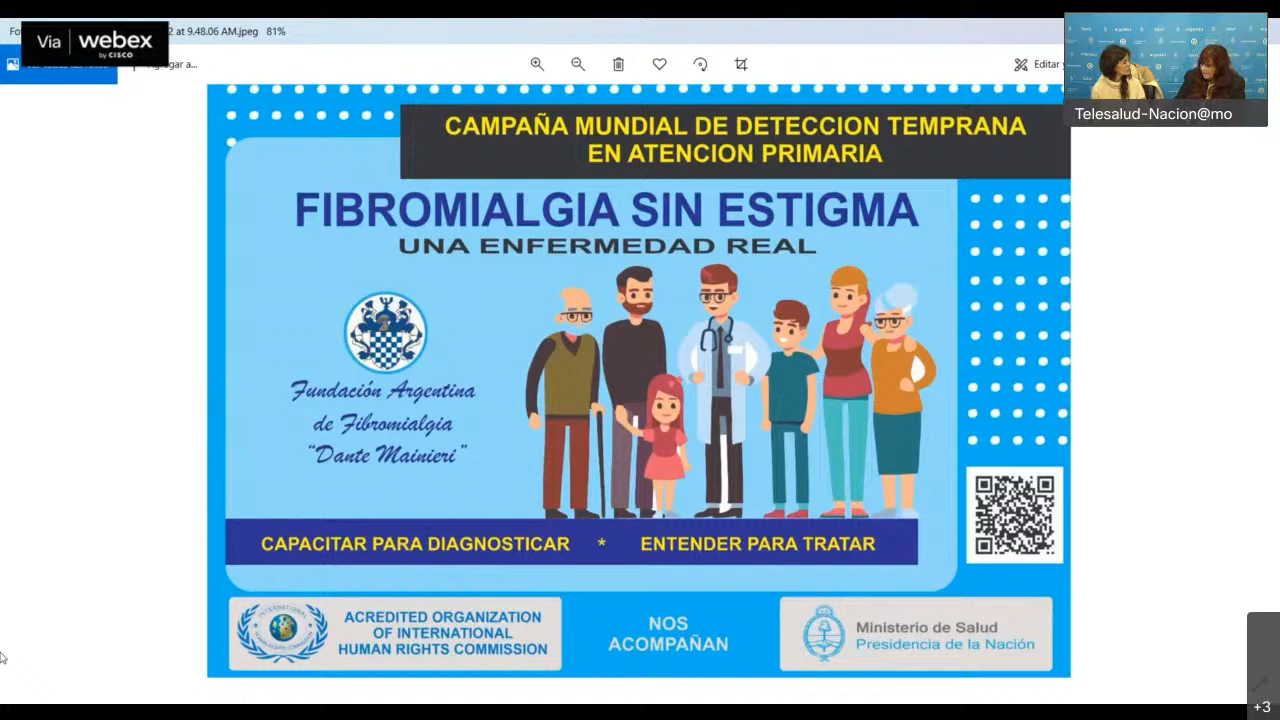 Via webex
by CISCO
2 at 9.48.06 AM.jpeg 81%
Editar
Telesalud-Nacion@mo
CAMPAÑA MUNDIAL DE DETECCION TEMPRANA
EN ATENCION PRIMARIA
FIBROMIALGIA SIN ESTIGMA
UNA ENFERMEDAD REAL
Fundación Argentina
de Fibromialgia
“Dante Mainieri”
CAPACITAR PARA DIAGNOSTICAR * ENTENDER PARA TRATAR
INTERNATIONAL
ACREDITED ORGANIZATION
OF INTERNATIONAL
HUMAN RIGHTS COMMISSION
NOS
ACOMPAÑAN
Ministerio de Salud
Presidencia de la Nación
+3